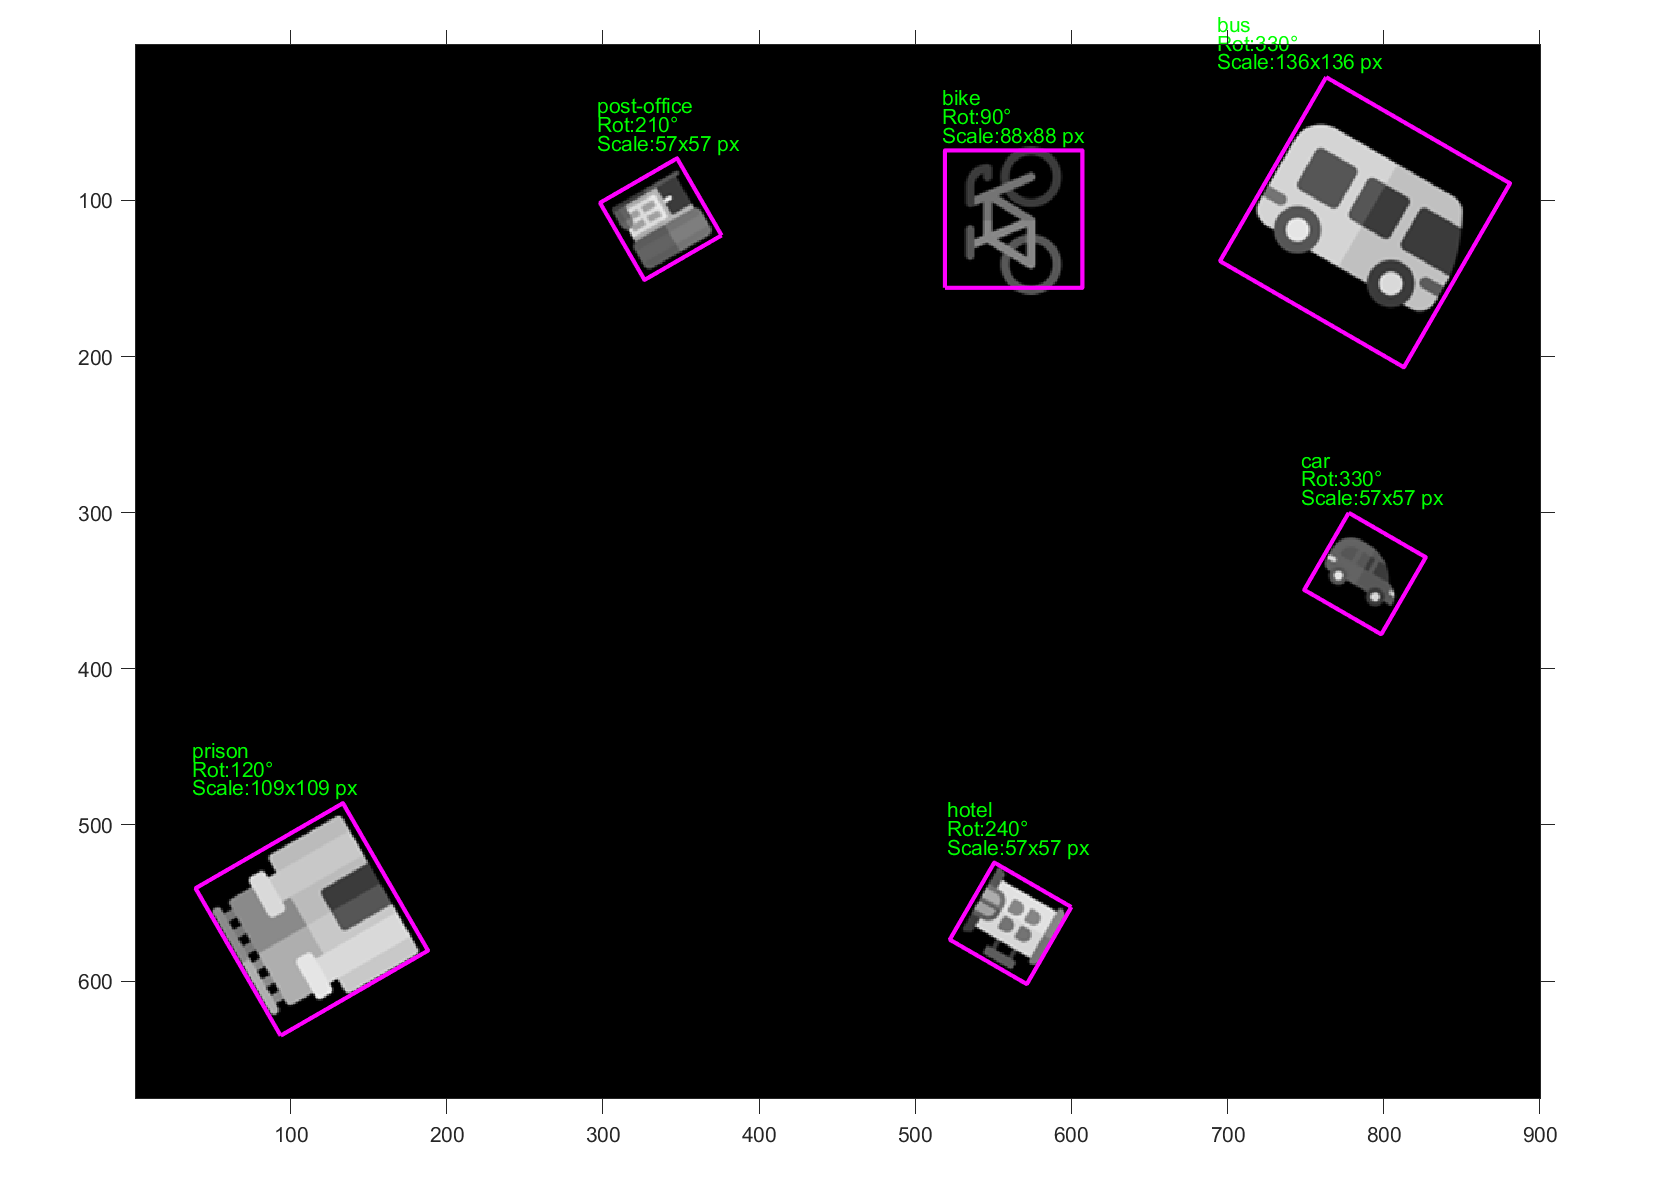 bus
Rot:330°
Scale:136x136 px
post-office
Rot:210°
Scale:57x57 px
bike
Rot:90°
Scale:88x88 px
car
Rot:330°
Scale:57x57 px
prison
Rot:120°
Scale:109x109 px
hotel
Rot:240°
Scale:57x57 px
100
200
300
400
500
600
100 200 300 400 500 600 700 800 900